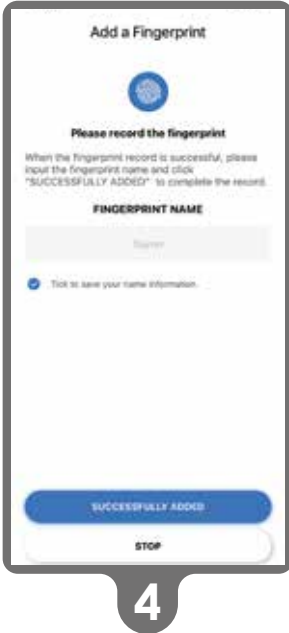 Add a Fingerprint
Please record the fingerprint
When the fingerprint record is successful, please
input the fingerprint name and click
"SUCCESSFULLY ADDED" to complete the record.
FINGERPRINT NAME
Name
Tick to save your name information.
SUCCESSFULLY ADDED
STOP
4